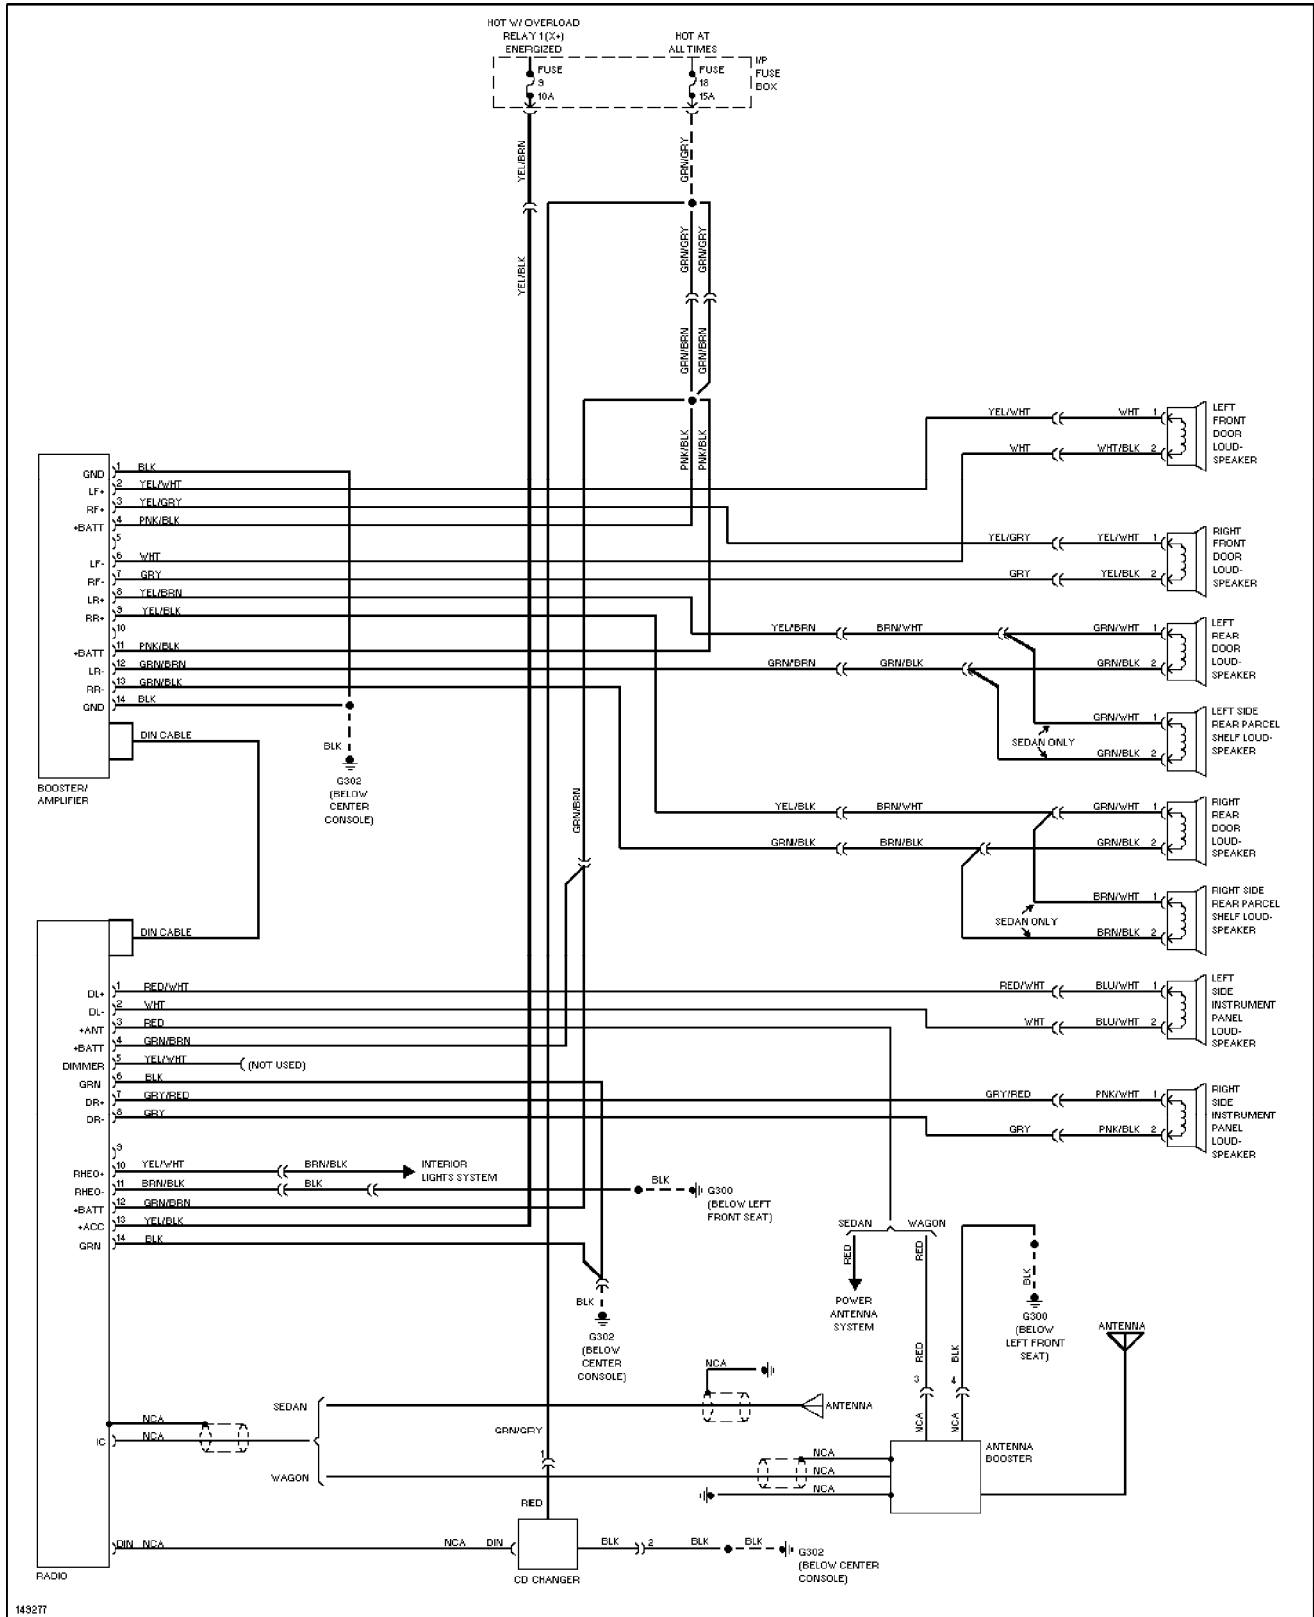 HOT W/ OVERLOAD
RELAY 1(X+)
ENERGIZED
HOT AT
ALL TIMES
FUSE
9
10A
FUSE
18
15A
I/P
FUSE
BOX
YEL/BRN
GRN/GRY
YEL/BLK
GRN/GRY
GRN/GRY
GRN/BRN
GRN/BRN
PNK/BLK
PNK/BLK
YEL/WHT
WHT 1
WHT
WHT/BLK 2
LEFT
FRONT
DOOR
LOUD-
SPEAKER
YEL/GRY
YEL/WHT 1
GRY
YEL/BLK 2
RIGHT
FRONT
DOOR
LOUD-
SPEAKER
YEL/BRN
BRN/WHT
GRN/WHT 1
GRN/BRN
GRN/BLK
GRN/BLK 2
LEFT
REAR
DOOR
LOUD-
SPEAKER
GRN/WHT 1
SEDAN ONLY
GRN/BLK 2
LEFT SIDE
REAR PARCEL
SHELF LOUD-
SPEAKER
YEL/BLK
BRN/WHT
GRN/WHT 1
GRN/BLK
BRN/BLK
GRN/BLK 2
RIGHT
REAR
DOOR
LOUD-
SPEAKER
BRN/WHT 1
SEDAN ONLY
BRN/BLK 2
RIGHT SIDE
REAR PARCEL
SHELF LOUD-
SPEAKER
GND 1 BLK
LF+ 2 YEL/WHT
RF+ 3 YEL/GRY
+BATT 4 PNK/BLK
5
LF- 6 WHT
RF- 7 GRY
LR+ 8 YEL/BRN
RR+ 9 YEL/BLK
10
+BATT 11 PNK/BLK
LR- 12 GRN/BRN
RR- 13 GRN/BLK
GND 14 BLK
DIN CABLE
BOOSTER/
AMPLIFIER
BLK
G302
(BELOW
CENTER
CONSOLE)
GRN/BRN
DIN CABLE
DL+ 1 RED/WHT
DL- 2 WHT
+ANT 3 RED
+BATT 4 GRN/BRN
DIMMER 5 YEL/WHT
(NOT USED)
GRN 6 BLK
DR+ 7 GRY/RED
DR- 8 GRY
9
RHEO+ 10 YEL/WHT
BRN/BLK
INTERIOR
LIGHTS SYSTEM
RHEO- 11 BRN/BLK
BLK
BLK
G300
(BELOW LEFT
FRONT SEAT)
+BATT 12 GRN/BRN
+ACC 13 YEL/BLK
GRN 14 BLK
RED/WHT
BLU/WHT 1
WHT
BLU/WHT 2
LEFT
SIDE
INSTRUMENT
PANEL
LOUD-
SPEAKER
GRY/RED
PNK/WHT 1
GRY
PNK/BLK 2
RIGHT
SIDE
INSTRUMENT
PANEL
LOUD-
SPEAKER
BLK
G302
(BELOW
CENTER
CONSOLE)
SEDAN
WAGON
RED
RED
POWER
ANTENNA
SYSTEM
BLK
G300
(BELOW
LEFT FRONT
SEAT)
ANTENNA
RED
BLK
3
4
NCA
NCA
ANTENNA
BOOSTER
NCA
ANTENNA
SEDAN
NCA
IC NCA
WAGON
NCA
NCA
NCA
GRN/GRY
1
RED
DIN NCA
NCA DIN
CD CHANGER
BLK 2
BLK
BLK
G302
(BELOW CENTER
CONSOLE)
RADIO
149277